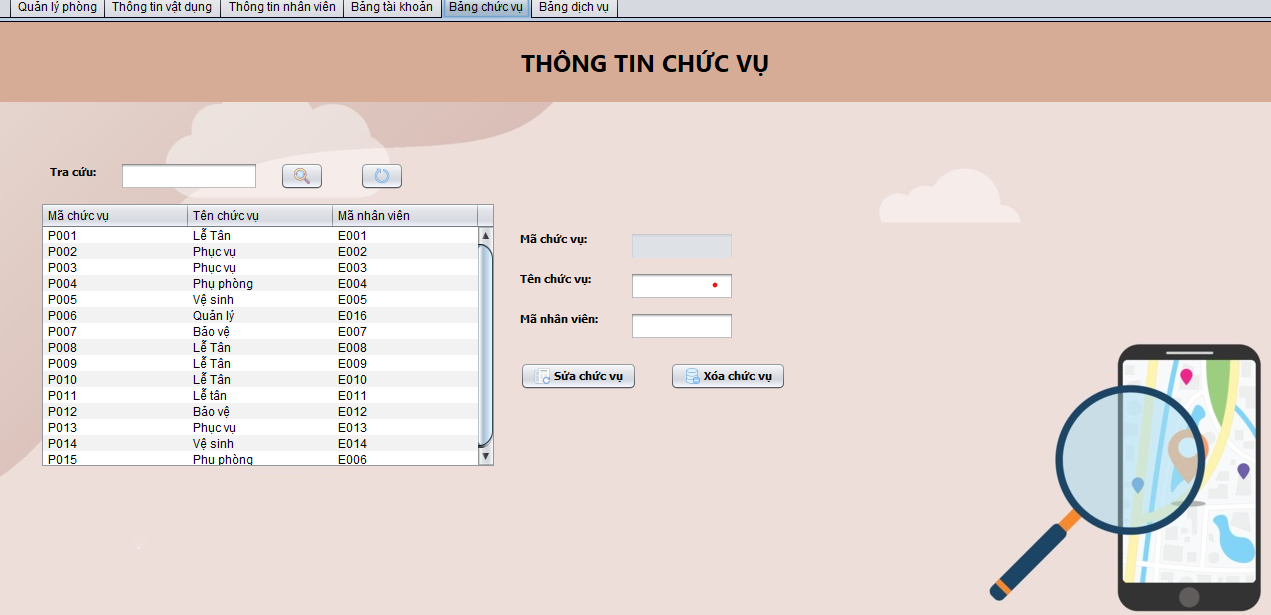 Quản lý phòng Thông tin vật dụng Thông tin nhân viên Bảng tài khoản Bảng chức vụ Bảng dịch vụ
THÔNG TIN CHỨC VỤ
Tra cứu:
Mã chức vụ Tên chức vụ Mã nhân viên
P001 Lễ Tân E001
P002 Phục vụ E002
P003 Phục vụ E003
P004 Phụ phòng E004
P005 Vệ sinh E005
P006 Quản lý E016
P007 Bảo vệ E007
P008 Lễ Tân E008
P009 Lễ Tân E009
P010 Lễ Tân E010
P011 Lễ tân E011
P012 Bảo vệ E012
P013 Phục vụ E013
P014 Vệ sinh E014
P015 Phụ phòng E006
Mã chức vụ:
Tên chức vụ:
Mã nhân viên:
Sửa chức vụ Xóa chức vụ